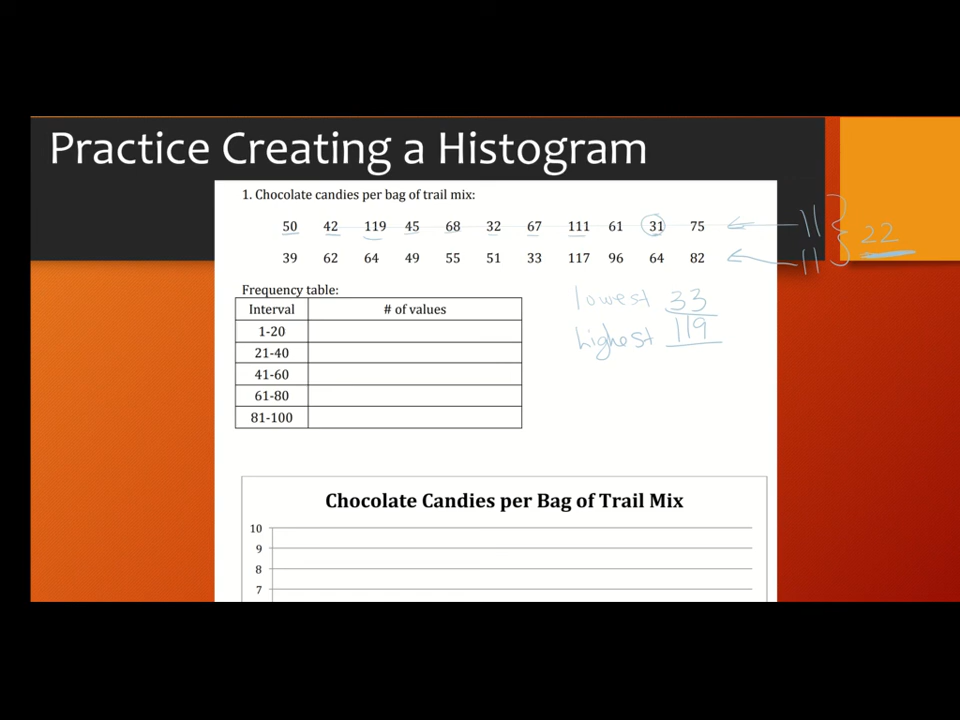 Practice Creating a Histogram
1. Chocolate candies per bag of trail mix:
50 42 119 45 68 32 67 111 61 31 75
11
39 62 64 49 55 51 33 117 96 64 82
11
22
lowest 33
highest 119
Frequency table:
Interval # of values
1-20
21-40
41-60
61-80
81-100
Chocolate Candies per Bag of Trail Mix
10
9
8
7